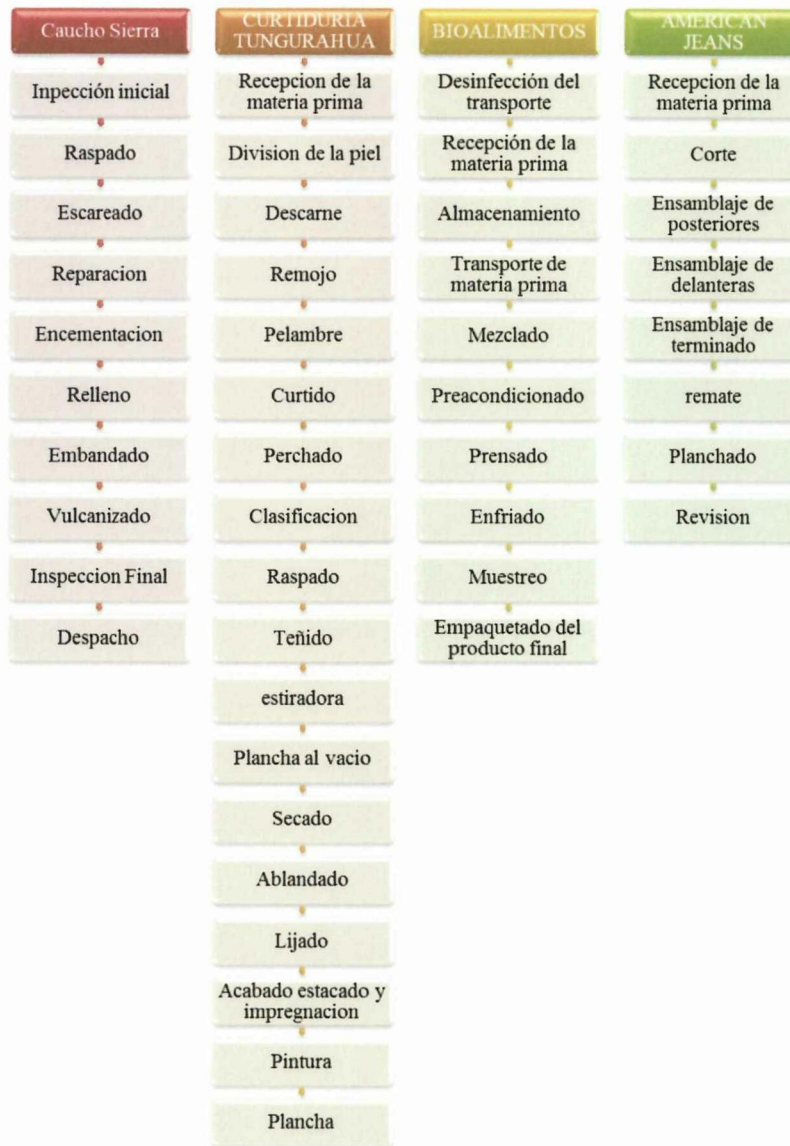 Caucho Sierra
Inpección inicial
Raspado
Escareado
Reparacion
Encementacion
Relleno
Embandado
Vulcanizado
Inspeccion Final
Despacho
CURTIDURIA
TUNGURAHUA
Recepcion de la
materia prima
Division de la piel
Descarne
Remojo
Pelambre
Curtido
Perchado
Clasificacion
Raspado
Teñido
estiradora
Plancha al vacio
Secado
Ablandado
Lijado
Acabado estacado y
impregnacion
Pintura
Plancha
BIOALIMENTOS
Desinfección del
transporte
Recepción de la
materia prima
Almacenamiento
Transporte de
materia prima
Mezclado
Preacondicionado
Prensado
Enfriado
Muestreo
Empaquetado del
producto final
AMERICAN
JEANS
Recepcion de la
materia prima
Corte
Ensamblaje de
posteriores
Ensamblaje de
delanteras
Ensamblaje de
terminado
remate
Planchado
Revision